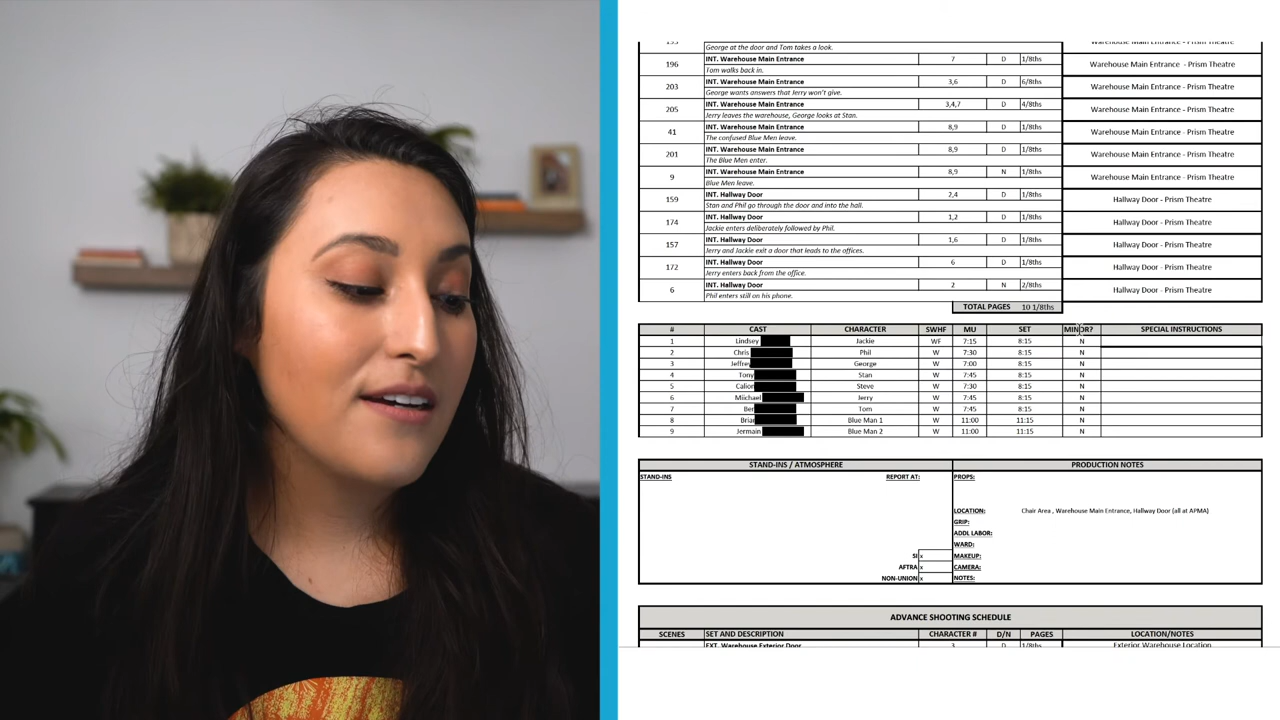 George at the door and Tom takes a look.
196 INT. Warehouse Main Entrance 7 D 1/8ths Warehouse Main Entrance - Prism Theatre
Tom walks back in.
203 INT. Warehouse Main Entrance 3,6 D 6/8ths Warehouse Main Entrance - Prism Theatre
George wants answers that Jerry won't give.
205 INT. Warehouse Main Entrance 3,4,7 D 4/8ths Warehouse Main Entrance - Prism Theatre
Jerry leaves the warehouse, George looks at Stan.
41 INT. Warehouse Main Entrance 8,9 D 1/8ths Warehouse Main Entrance - Prism Theatre
The confused Blue Men leave.
201 INT. Warehouse Main Entrance 8,9 D 1/8ths Warehouse Main Entrance - Prism Theatre
The Blue Men enter.
9 INT. Warehouse Main Entrance 8,9 N 1/8ths Warehouse Main Entrance - Prism Theatre
Blue Men leave.
159 INT. Hallway Door 2,4 D 1/8ths Hallway Door - Prism Theatre
Stan and Phil go through the door and into the hall.
174 INT. Hallway Door 1,2 D 1/8ths Hallway Door - Prism Theatre
Jackie enters deliberately followed by Phil.
157 INT. Hallway Door 1,6 D 1/8ths Hallway Door - Prism Theatre
Jerry and Jackie exit a door that leads to the offices.
172 INT. Hallway Door 6 D 1/8ths Hallway Door - Prism Theatre
Jerry enters back from the office.
6 INT. Hallway Door 2 N 2/8ths Hallway Door - Prism Theatre
Phil enters still on his phone.
TOTAL PAGES 10 1/8ths
# CAST CHARACTER SWHF MU SET MINOR? SPECIAL INSTRUCTIONS
1 Lindsey Jackie WF 7:15 8:15 N
2 Chris Phil W 7:30 8:15 N
3 Jeffrey George W 7:00 8:15 N
4 Tony Stan W 7:45 8:15 N
5 Calion Steve W 7:30 8:15 N
6 Miichael Jerry W 7:45 8:15 N
7 Ben Tom W 7:45 8:15 N
8 Brian Blue Man 1 W 11:00 11:15 N
9 Jermain Blue Man 2 W 11:00 11:15 N
STAND-INS / ATMOSPHERE PRODUCTION NOTES
STAND-INS REPORT AT: PROPS:
LOCATION: Chair Area , Warehouse Main Entrance, Hallway Door (all at APMA)
GRIP:
ADDL LABOR:
WARD:
SI x MAKEUP:
AFTRA x CAMERA:
NON-UNION x NOTES:
ADVANCE SHOOTING SCHEDULE
SCENES SET AND DESCRIPTION CHARACTER # D/N PAGES LOCATION/NOTES
EXT. Warehouse Exterior Door 3 D 1/8ths Exterior Warehouse Location